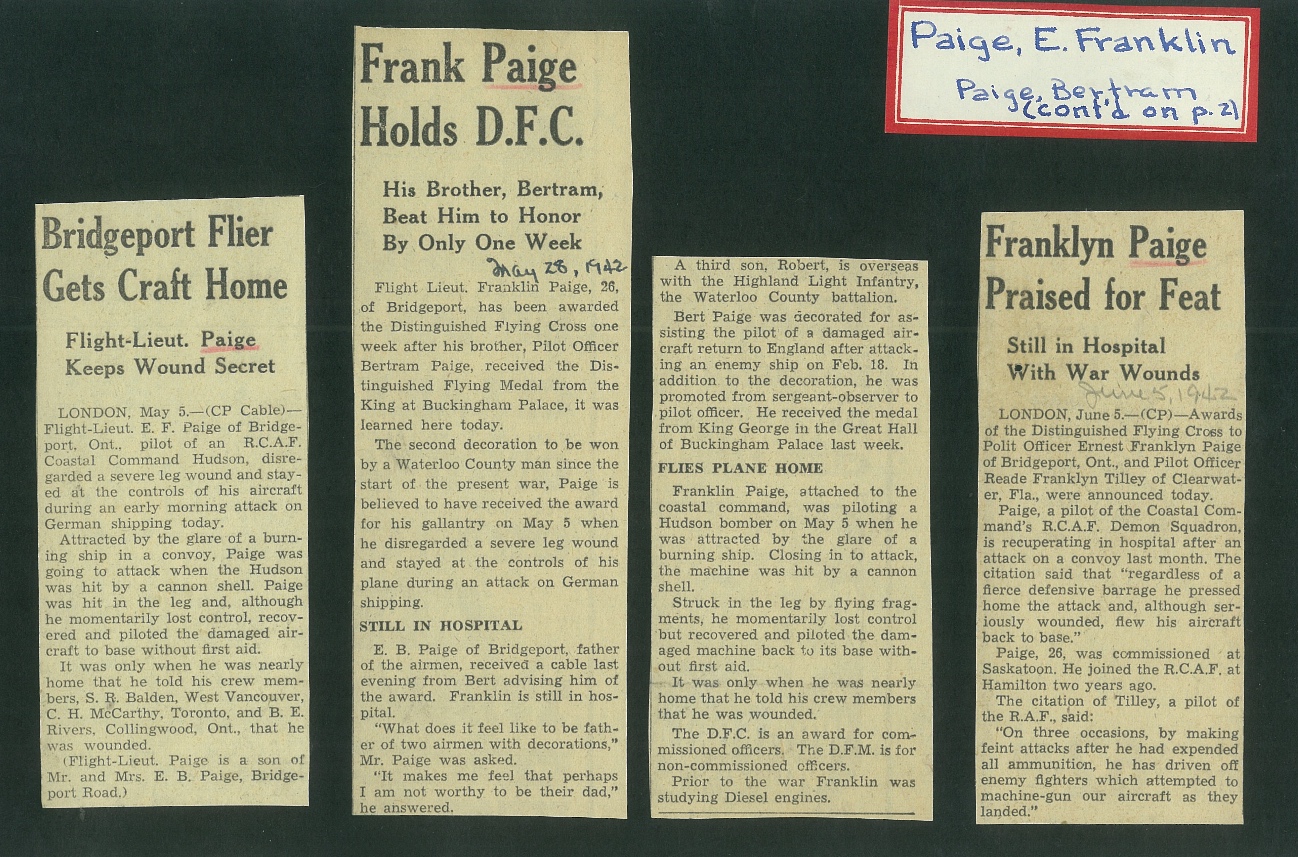 Paige, E. Franklin
Paige, Bertram
(cont'd on p. 2)
Bridgeport Flier
Gets Craft Home
Flight-Lieut. Paige
Keeps Wound Secret
LONDON, May 5.—(CP Cable)—
Flight-Lieut. E. F. Paige of Bridge-
port, Ont., pilot of an R.C.A.F.
Coastal Command Hudson, disre-
garded a severe leg wound and stay-
ed at the controls of his aircraft
during an early morning attack on
German shipping today.
Attracted by the glare of a burn-
ing ship in a convoy, Paige was
going to attack when the Hudson
was hit by a cannon shell. Paige
was hit in the leg and, although
he momentarily lost control, recov-
ered and piloted the damaged air-
craft to base without first aid.
It was only when he was nearly
home that he told his crew mem-
bers, S. R. Balden, West Vancouver,
C. H. McCarthy, Toronto, and B. E.
Rivers, Collingwood, Ont., that he
was wounded.
(Flight-Lieut. Paige is a son of
Mr. and Mrs. E. B. Paige, Bridge-
port Road.)
Frank Paige
Holds D.F.C.
His Brother, Bertram,
Beat Him to Honor
By Only One Week
May 28, 1942
Flight Lieut. Franklin Paige, 26,
of Bridgeport, has been awarded
the Distinguished Flying Cross one
week after his brother, Pilot Officer
Bertram Paige, received the Dis-
tinguished Flying Medal from the
King at Buckingham Palace, it was
learned here today.
The second decoration to be won
by a Waterloo County man since the
start of the present war, Paige is
believed to have received the award
for his gallantry on May 5 when
he disregarded a severe leg wound
and stayed at the controls of his
plane during an attack on German
shipping.
STILL IN HOSPITAL
E. B. Paige of Bridgeport, father
of the airmen, received a cable last
evening from Bert advising him of
the award. Franklin is still in hos-
pital.
"What does it feel like to be fath-
er of two airmen with decorations,"
Mr. Paige was asked.
"It makes me feel that perhaps
I am not worthy to be their dad,"
he answered.
A third son, Robert, is overseas
with the Highland Light Infantry,
the Waterloo County battalion.
Bert Paige was decorated for as-
sisting the pilot of a damaged air-
craft return to England after attack-
ing an enemy ship on Feb. 18. In
addition to the decoration, he was
promoted from sergeant-observer to
pilot officer. He received the medal
from King George in the Great Hall
of Buckingham Palace last week.
FLIES PLANE HOME
Franklin Paige, attached to the
coastal command, was piloting a
Hudson bomber on May 5 when he
was attracted by the glare of a
burning ship. Closing in to attack,
the machine was hit by a cannon
shell.
Struck in the leg by flying frag-
ments, he momentarily lost control
but recovered and piloted the dam-
aged machine back to its base with-
out first aid.
It was only when he was nearly
home that he told his crew members
that he was wounded.
The D.F.C. is an award for com-
missioned officers. The D.F.M. is for
non-commissioned officers.
Prior to the war Franklin was
studying Diesel engines.
Franklyn Paige
Praised for Feat
Still in Hospital
With War Wounds
June 5, 1942
LONDON, June 5.—(CP)—Awards
of the Distinguished Flying Cross to
Polit Officer Ernest Franklyn Paige
of Bridgeport, Ont., and Pilot Officer
Reade Franklyn Tilley of Clearwat-
er, Fla., were announced today.
Paige, a pilot of the Coastal Com-
mand's R.C.A.F. Demon Squadron,
is recuperating in hospital after an
attack on a convoy last month. The
citation said that "regardless of a
fierce defensive barrage he pressed
home the attack and, although ser-
iously wounded, flew his aircraft
back to base."
Paige, 26, was commissioned at
Saskatoon. He joined the R.C.A.F. at
Hamilton two years ago.
The citation of Tilley, a pilot of
the R.A.F., said:
"On three occasions, by making
feint attacks after he had expended
all ammunition, he has driven off
enemy fighters which attempted to
machine-gun our aircraft as they
landed."